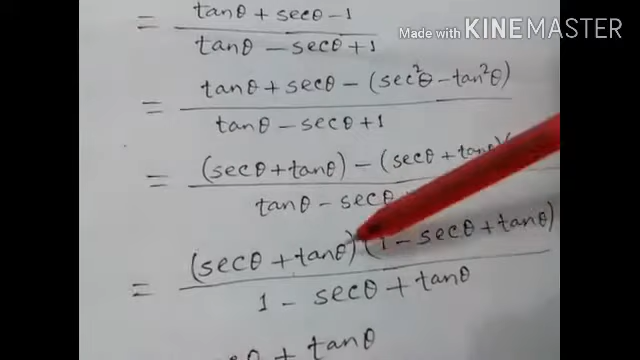 Made with KINEMASTER
= tanθ + secθ - 1 / tanθ - secθ + 1
= tanθ + secθ - (sec²θ - tan²θ) / tanθ - secθ + 1
= (secθ + tanθ) - (secθ + tanθ)( / tanθ - secθ
= (secθ + tanθ)(1 - secθ + tanθ) / 1 - secθ + tanθ
θ + tanθ